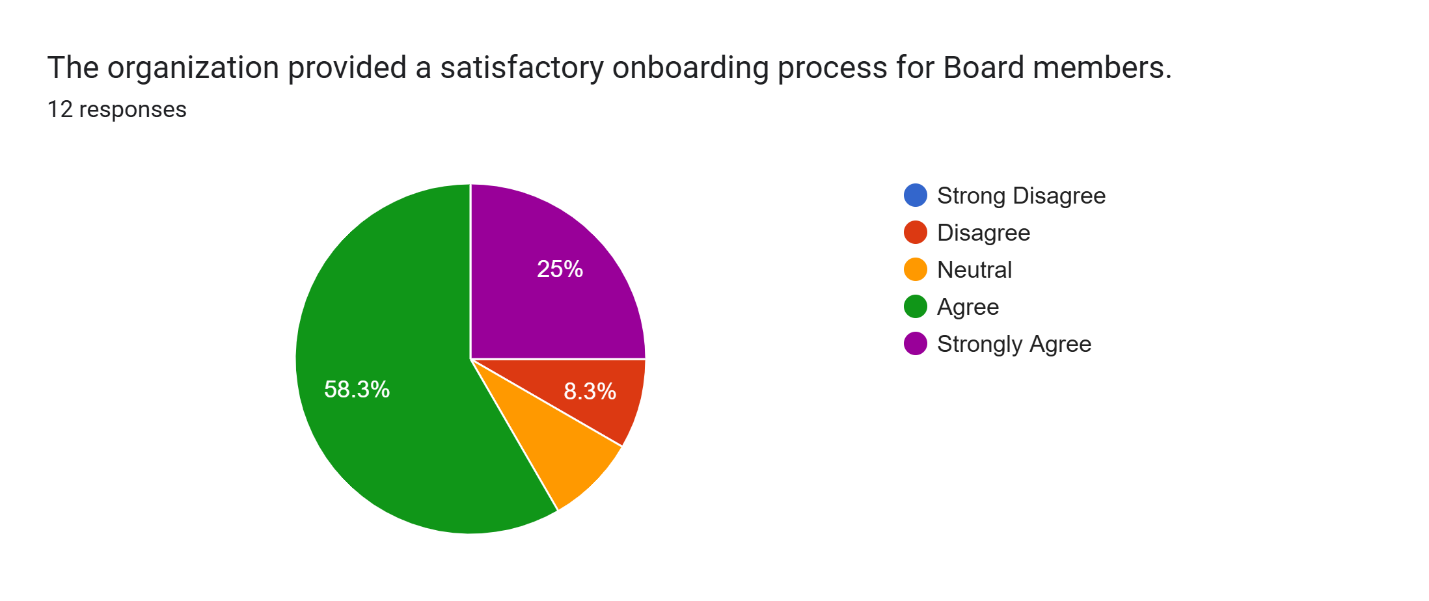 The organization provided a satisfactory onboarding process for Board members.
12 responses
25%
58.3%
8.3%
Strong Disagree
Disagree
Neutral
Agree
Strongly Agree